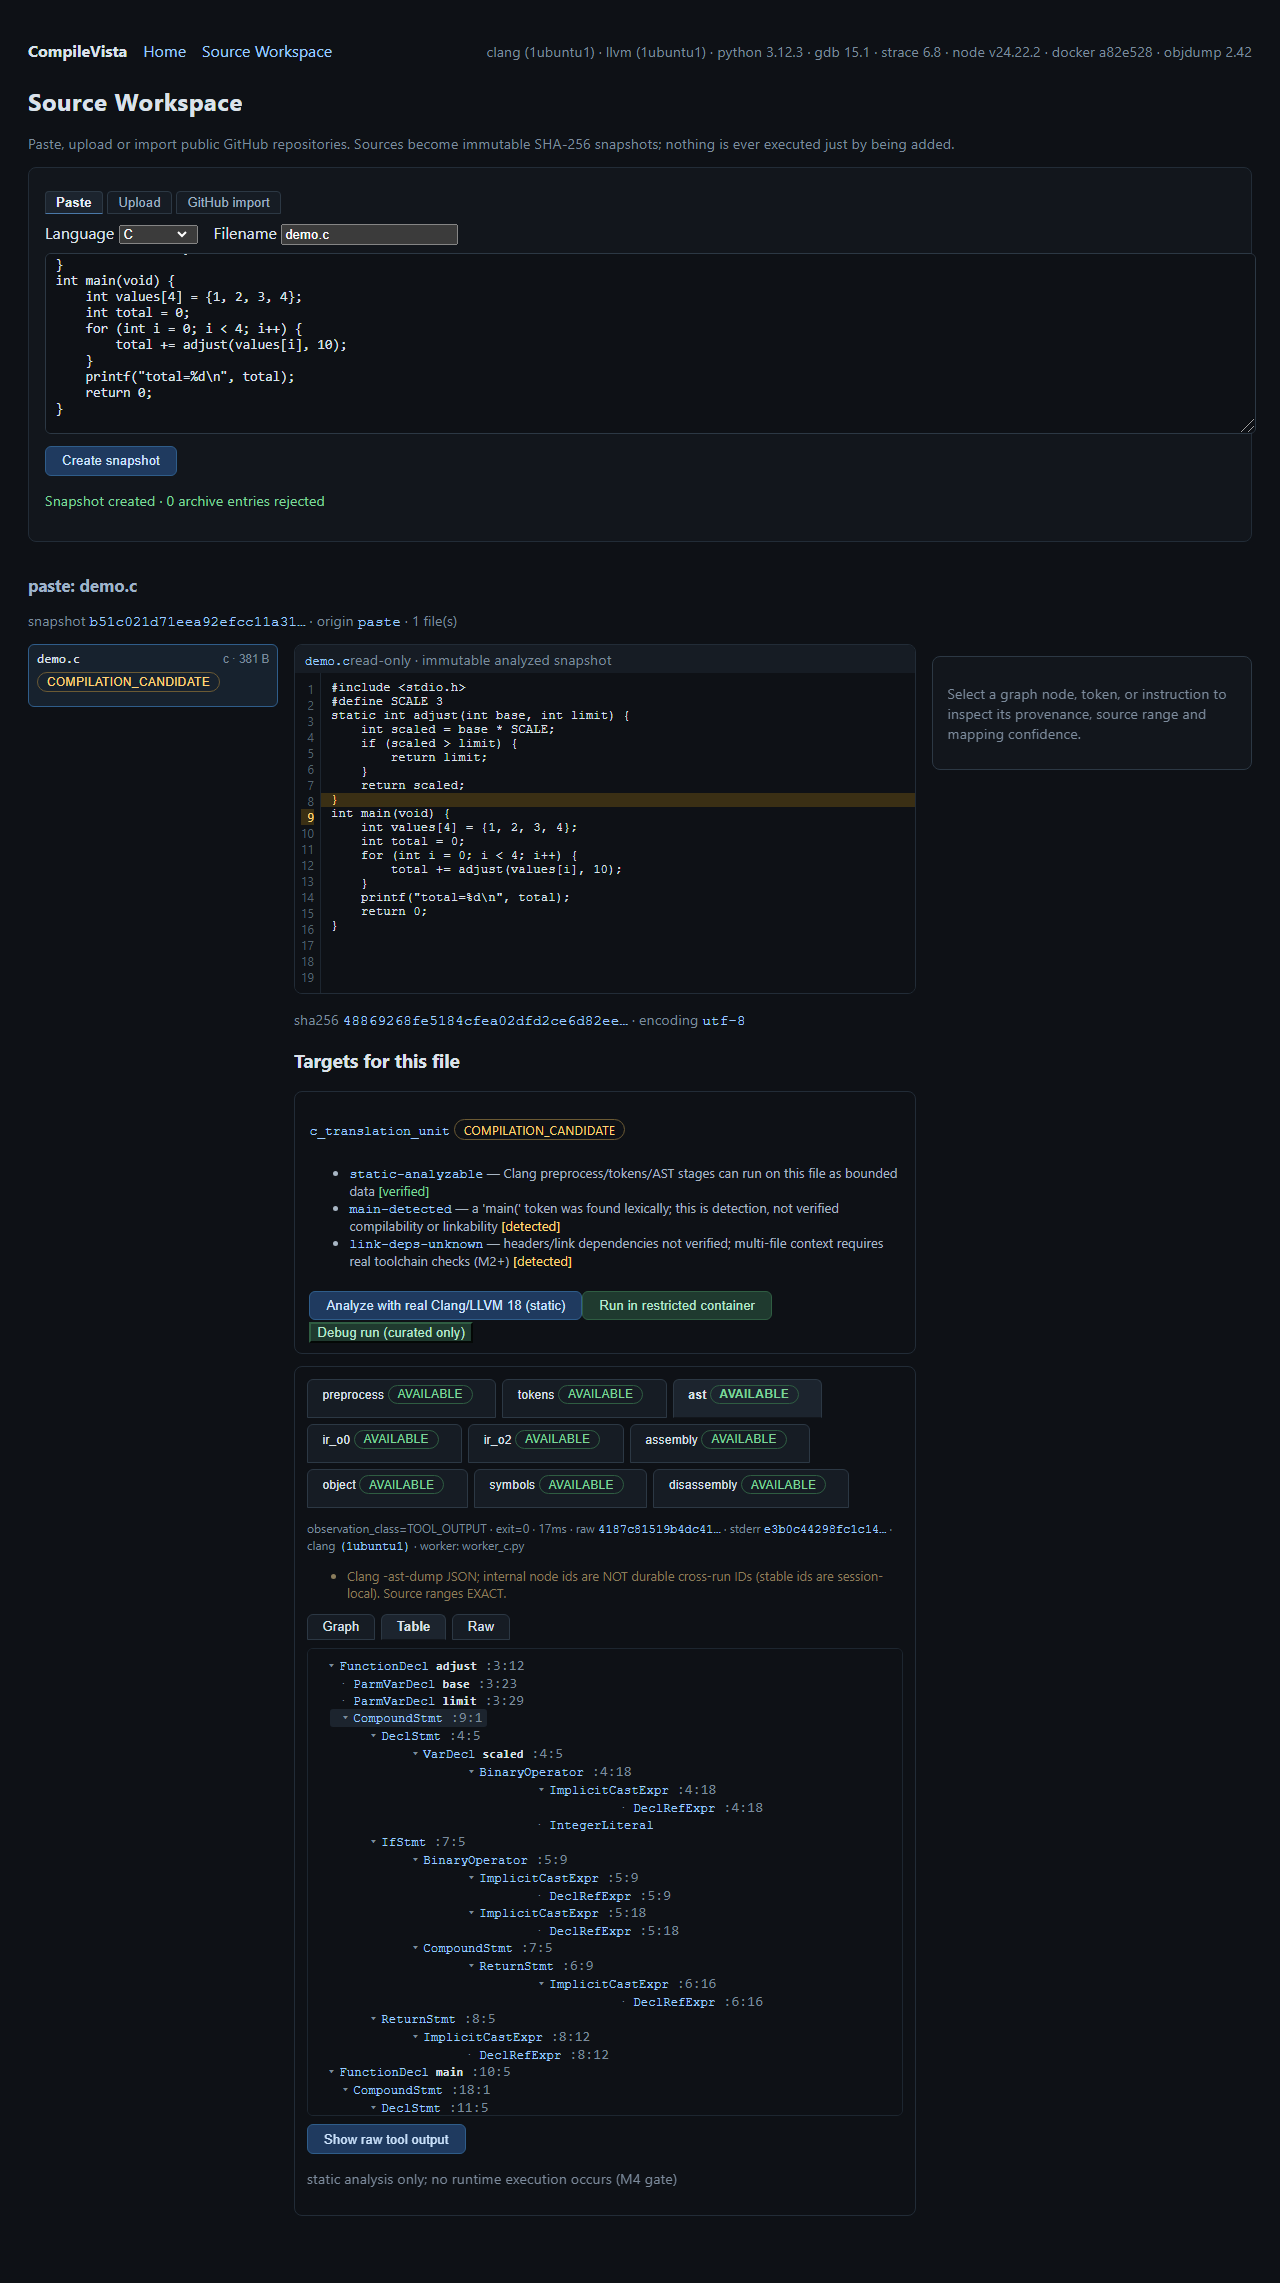 CompileVista Home Source Workspace clang (1ubuntu1) · llvm (1ubuntu1) · python 3.12.3 · gdb 15.1 · strace 6.8 · node v24.22.2 · docker a82e528 · objdump 2.42
Source Workspace
Paste, upload or import public GitHub repositories. Sources become immutable SHA-256 snapshots; nothing is ever executed just by being added.
Paste Upload GitHub import
Language C Filename demo.c
}
int main(void) {
    int values[4] = {1, 2, 3, 4};
    int total = 0;
    for (int i = 0; i < 4; i++) {
        total += adjust(values[i], 10);
    }
    printf("total=%d\n", total);
    return 0;
}
Create snapshot
Snapshot created · 0 archive entries rejected
paste: demo.c
snapshot b51c021d71eea92efcc11a31… · origin paste · 1 file(s)
demo.c c · 381 B
COMPILATION_CANDIDATE
demo.cread-only · immutable analyzed snapshot
1 #include <stdio.h>
2 #define SCALE 3
3 static int adjust(int base, int limit) {
4     int scaled = base * SCALE;
5     if (scaled > limit) {
6         return limit;
7     }
8     return scaled;
9 }
10 int main(void) {
11     int values[4] = {1, 2, 3, 4};
12     int total = 0;
13     for (int i = 0; i < 4; i++) {
14         total += adjust(values[i], 10);
15     }
16     printf("total=%d\n", total);
17     return 0;
18 }
19
Select a graph node, token, or instruction to
inspect its provenance, source range and
mapping confidence.
sha256 48869268fe5184cfea02dfd2ce6d82ee… · encoding utf-8
Targets for this file
c_translation_unit COMPILATION_CANDIDATE
• static-analyzable — Clang preprocess/tokens/AST stages can run on this file as bounded
data [verified]
• main-detected — a 'main(' token was found lexically; this is detection, not verified
compilability or linkability [detected]
• link-deps-unknown — headers/link dependencies not verified; multi-file context requires
real toolchain checks (M2+) [detected]
Analyze with real Clang/LLVM 18 (static) Run in restricted container
Debug run (curated only)
preprocess AVAILABLE tokens AVAILABLE ast AVAILABLE
ir_o0 AVAILABLE ir_o2 AVAILABLE assembly AVAILABLE
object AVAILABLE symbols AVAILABLE disassembly AVAILABLE
observation_class=TOOL_OUTPUT · exit=0 · 17ms · raw 4187c81519b4dc41… · stderr e3b0c44298fc1c14… ·
clang (1ubuntu1) · worker: worker_c.py
• Clang -ast-dump JSON; internal node ids are NOT durable cross-run IDs (stable ids are session-
local). Source ranges EXACT.
Graph Table Raw
▾ FunctionDecl adjust :3:12
· ParmVarDecl base :3:23
· ParmVarDecl limit :3:29
▾ CompoundStmt :9:1
▾ DeclStmt :4:5
▾ VarDecl scaled :4:5
▾ BinaryOperator :4:18
▾ ImplicitCastExpr :4:18
· DeclRefExpr :4:18
· IntegerLiteral
▾ IfStmt :7:5
▾ BinaryOperator :5:9
▾ ImplicitCastExpr :5:9
· DeclRefExpr :5:9
▾ ImplicitCastExpr :5:18
· DeclRefExpr :5:18
▾ CompoundStmt :7:5
▾ ReturnStmt :6:9
▾ ImplicitCastExpr :6:16
· DeclRefExpr :6:16
▾ ReturnStmt :8:5
▾ ImplicitCastExpr :8:12
· DeclRefExpr :8:12
▾ FunctionDecl main :10:5
▾ CompoundStmt :18:1
▾ DeclStmt :11:5
Show raw tool output
static analysis only; no runtime execution occurs (M4 gate)